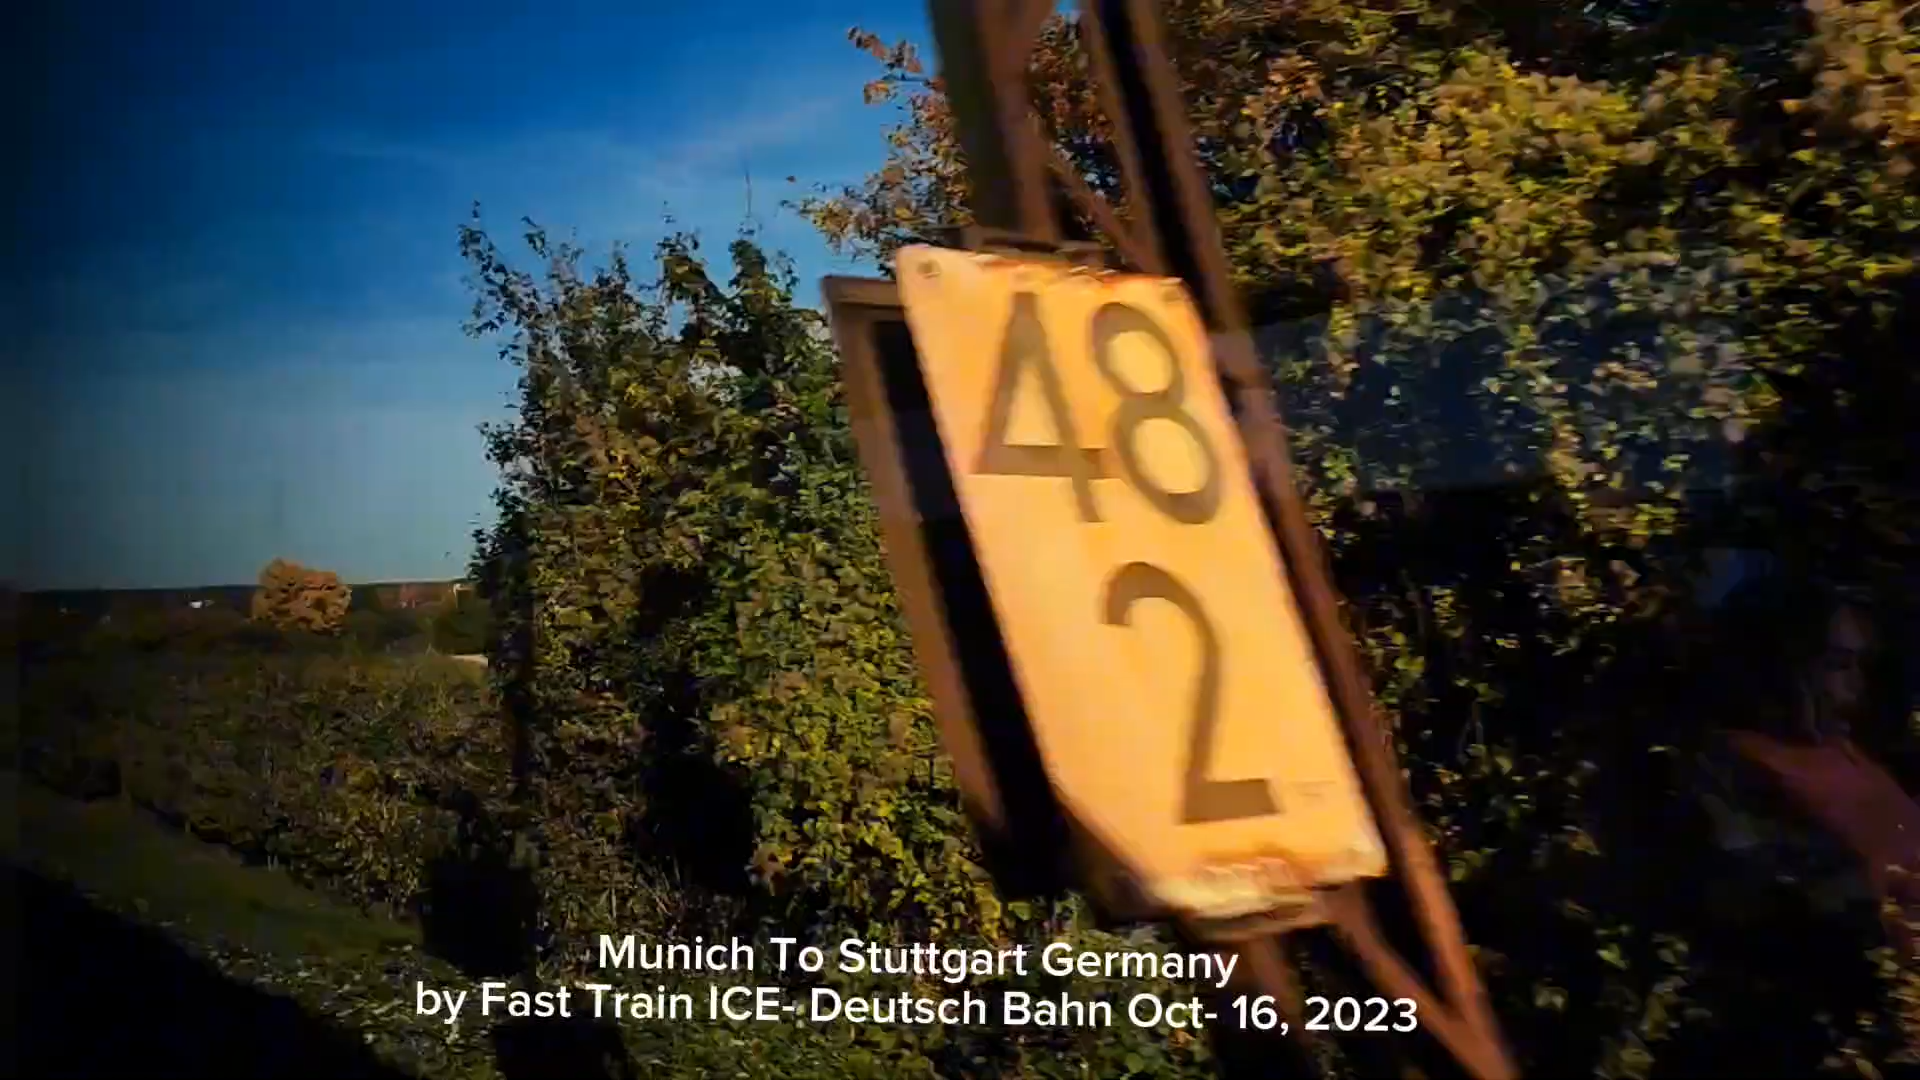 48
2
Munich To Stuttgart Germany
by Fast Train ICE- Deutsch Bahn Oct- 16, 2023